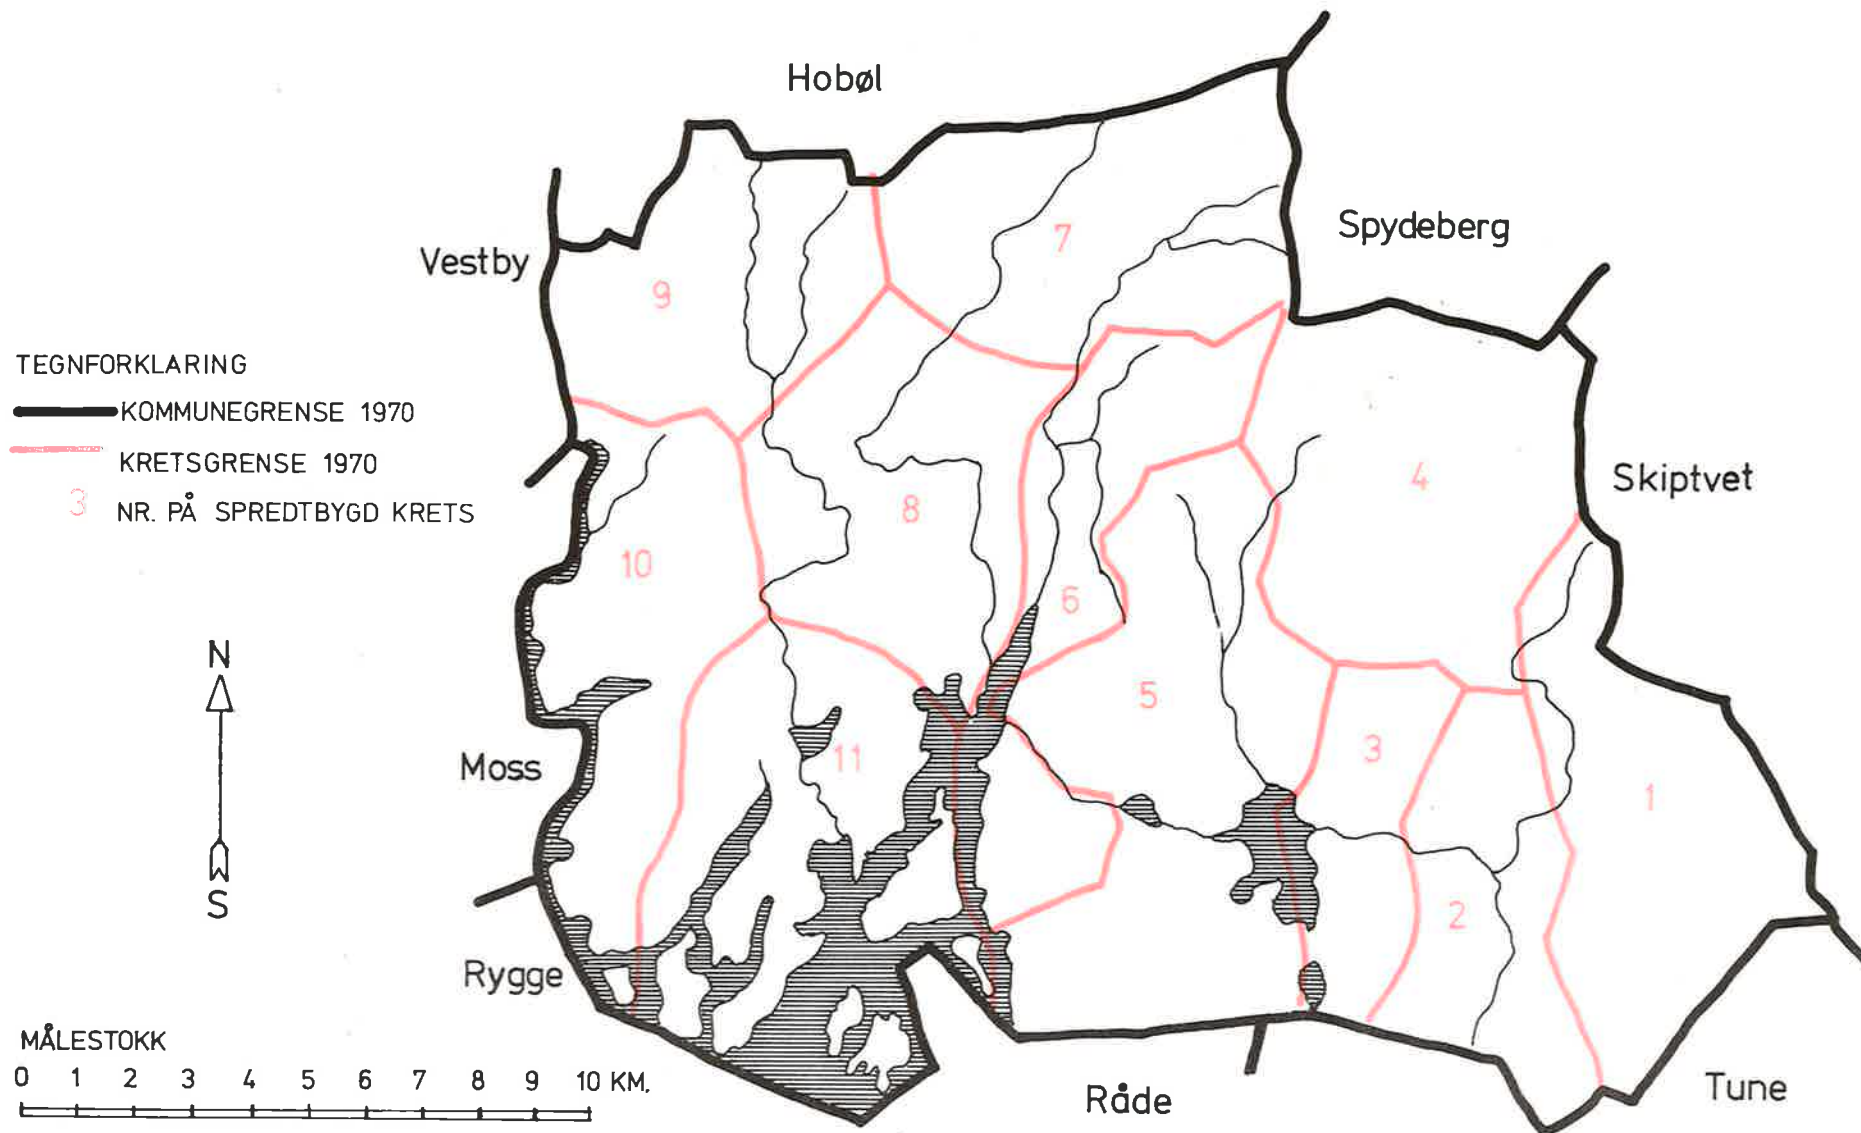 Hobøl
Spydeberg
Vestby
7
9
TEGNFORKLARING
KOMMUNEGRENSE 1970
KRETSGRENSE 1970
3 NR. PÅ SPREDTBYGD KRETS
4
Skiptvet
8
10
6
N
5
Moss
11
3
1
S
2
Rygge
MÅLESTOKK
0 1 2 3 4 5 6 7 8 9 10 KM.
Råde
Tune